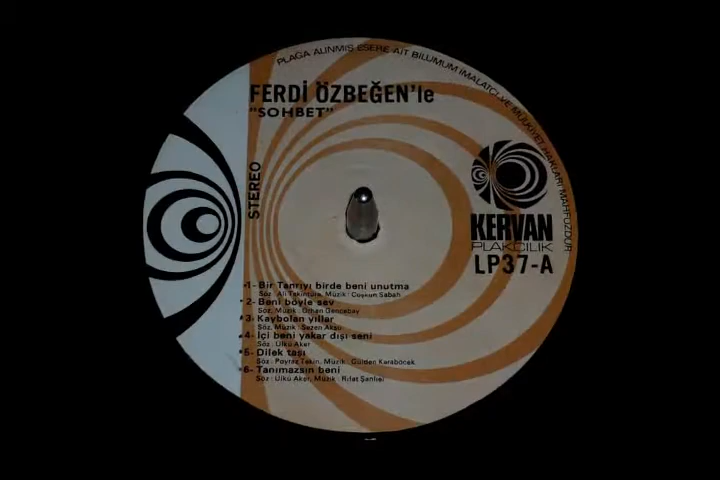 PLAĞA ALINMIŞ ESERE AİT BİLUMUM İMALATÇI VE MÜLKİYET HAKLARI MAHFUZDUR
FERDİ ÖZBEĞEN'le
"SOHBET"
STEREO
KERVAN
PLAKÇILIK
LP37-A
1- Bir Tanrıyı birde beni unutma
Söz : Ali Tekintüre, Müzik : Coşkun Sabah
2- Beni böyle sev
Söz, Müzik : Orhan Gencebay
3- Kaybolan yıllar
Söz, Müzik : Sezen Aksu
4- İçi beni yakar dışı seni
Söz : Ülkü Aker
5- Dilek taşı
Söz : Poyraz Tekin, Müzik : Gülden Karaböcek
6- Tanımazsın beni
Söz : Ülkü Aker, Müzik : Rıfat Şanlıel